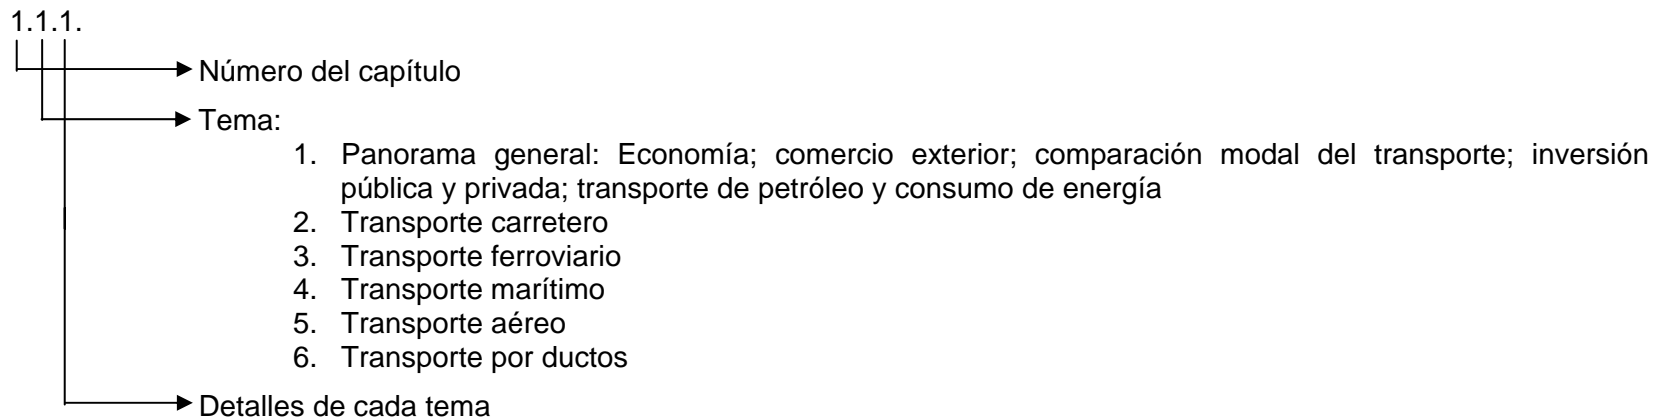 1.1.1.
Número del capítulo
Tema:
1. Panorama general: Economía; comercio exterior; comparación modal del transporte; inversión
pública y privada; transporte de petróleo y consumo de energía
2. Transporte carretero
3. Transporte ferroviario
4. Transporte marítimo
5. Transporte aéreo
6. Transporte por ductos
Detalles de cada tema